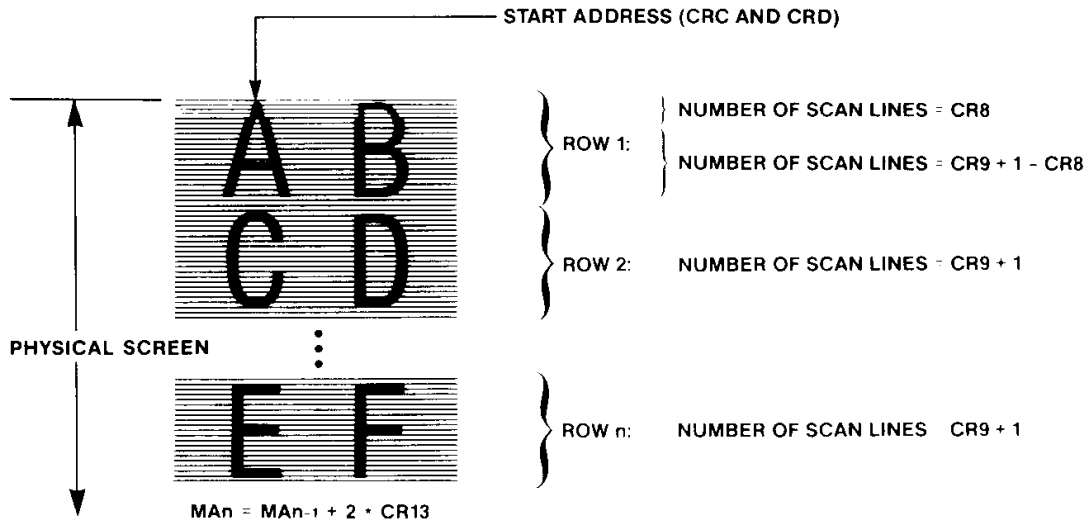 START ADDRESS (CRC AND CRD)
A B
ROW 1:
NUMBER OF SCAN LINES = CR8
NUMBER OF SCAN LINES = CR9 + 1 - CR8
C D
ROW 2: NUMBER OF SCAN LINES = CR9 + 1
PHYSICAL SCREEN
E F
ROW n: NUMBER OF SCAN LINES CR9 + 1
MAn = MAn-1 + 2 * CR13